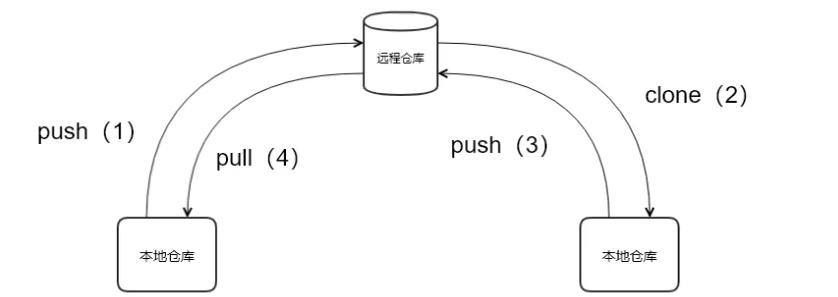 远程仓库
clone（2）
push（1）
push（3）
pull（4）
本地仓库
本地仓库